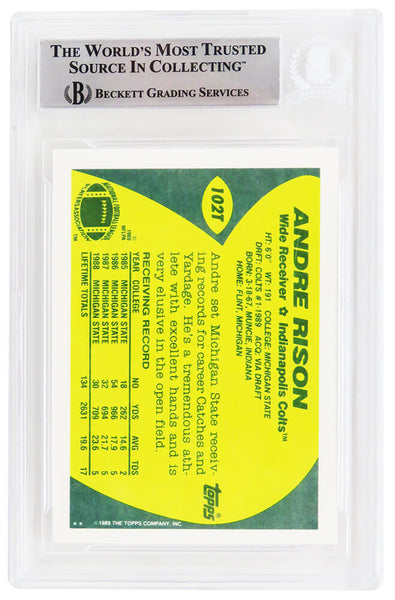 THE WORLD'S MOST TRUSTED
SOURCE IN COLLECTING™
B BECKETT GRADING SERVICES
102T
ANDRE RISON
Wide Receiver ✩ Indianapolis Colts™
HT: 6'0" WT: 191 COLLEGE: MICHIGAN STATE
DRFT: COLTS #1-1989 ACQ: VIA DRAFT
BORN: 3-18-67, MUNCIE, INDIANA
HOME: FLINT, MICHIGAN
Andre set Michigan State receiv-
ing records for career Catches and
Yardage. He's a tremendous ath-
lete with excellent hands and is
very elusive in the open field.
RECEIVING RECORD
YEAR COLLEGE NO YDS AVG TDS
1985 MICHIGAN STATE 18 262 14.6 2
1986 MICHIGAN STATE 54 966 17.9 5
1987 MICHIGAN STATE 32 694 21.7 5
1988 MICHIGAN STATE 30 709 23.6 5
LIFETIME TOTALS 134 2631 19.6 17
topps®
**
©1989 THE TOPPS COMPANY, INC.